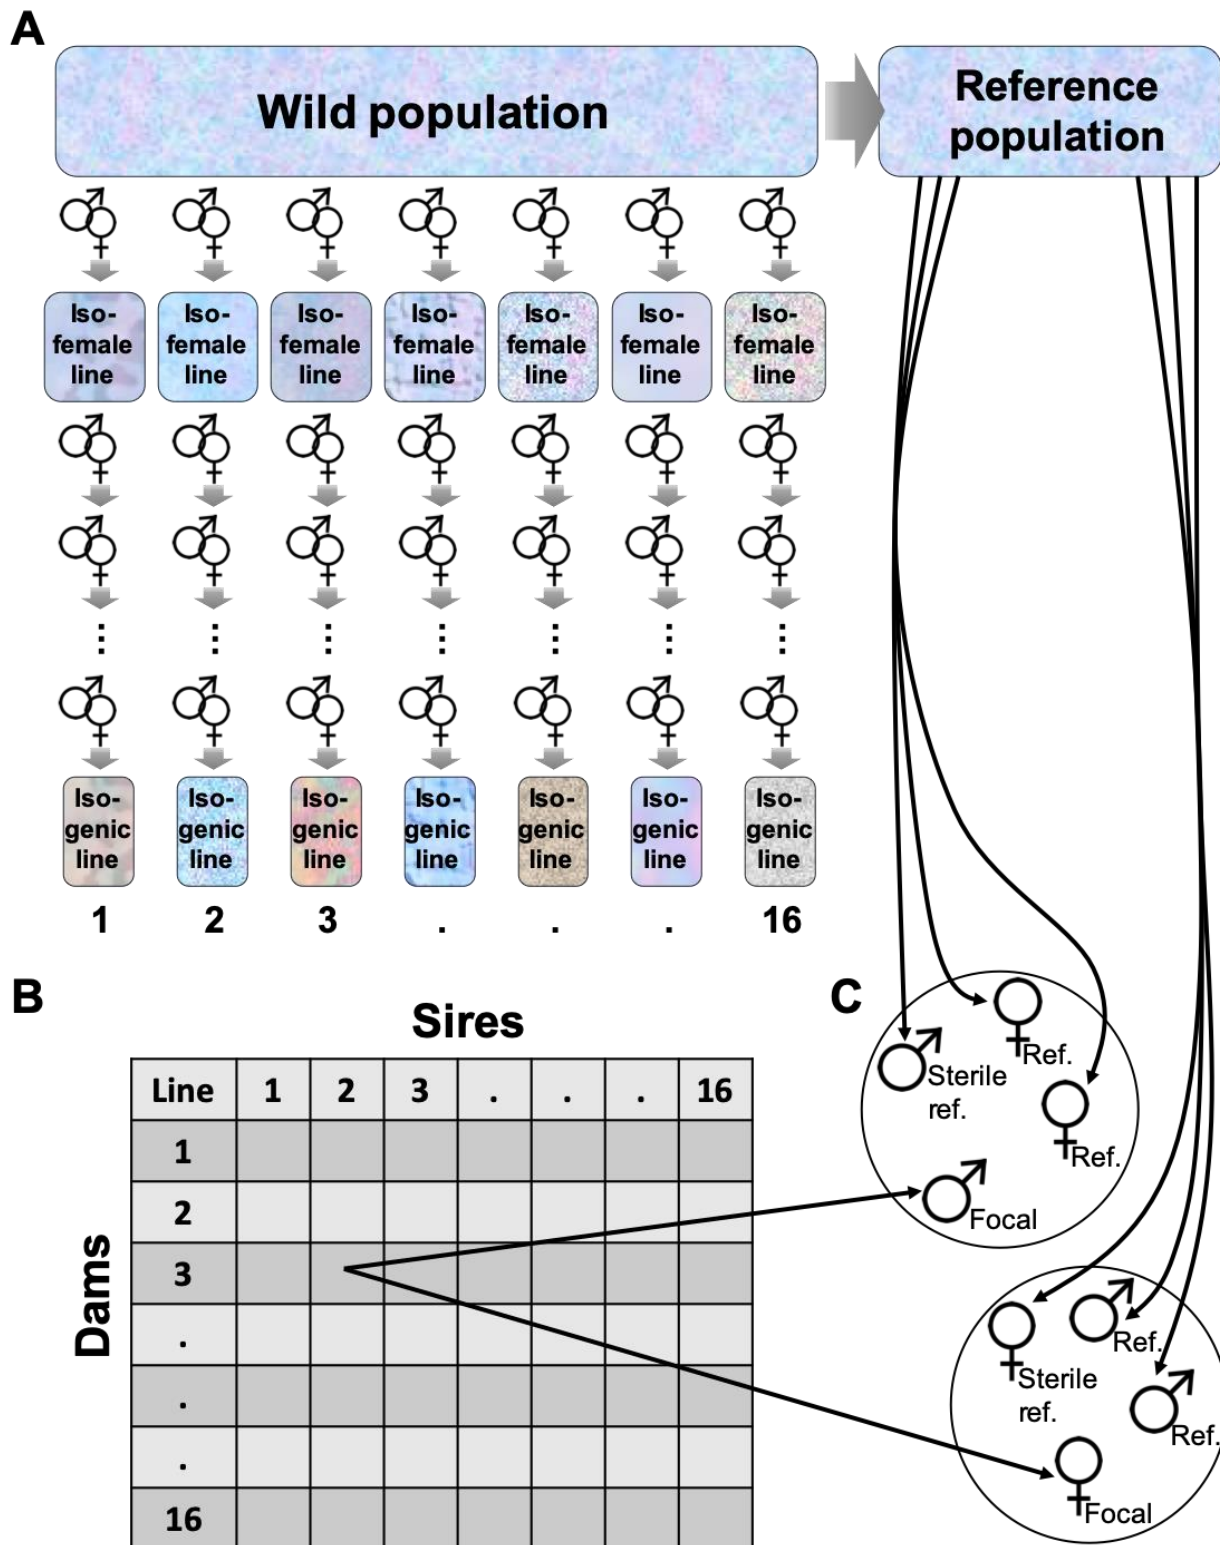 A
Wild population
Reference
population
Iso-
female
line
Iso-
female
line
Iso-
female
line
Iso-
female
line
Iso-
female
line
Iso-
female
line
Iso-
female
line
⋮ ⋮ ⋮ ⋮ ⋮ ⋮ ⋮
Iso-
genic
line
Iso-
genic
line
Iso-
genic
line
Iso-
genic
line
Iso-
genic
line
Iso-
genic
line
Iso-
genic
line
1 2 3 . . . 16
B
Sires
Line 1 2 3 . . . 16
Dams
1
2
3
.
.
.
16
C
Ref.
Sterile
ref.
Ref.
Focal
Ref.
Sterile
ref.
Ref.
Focal